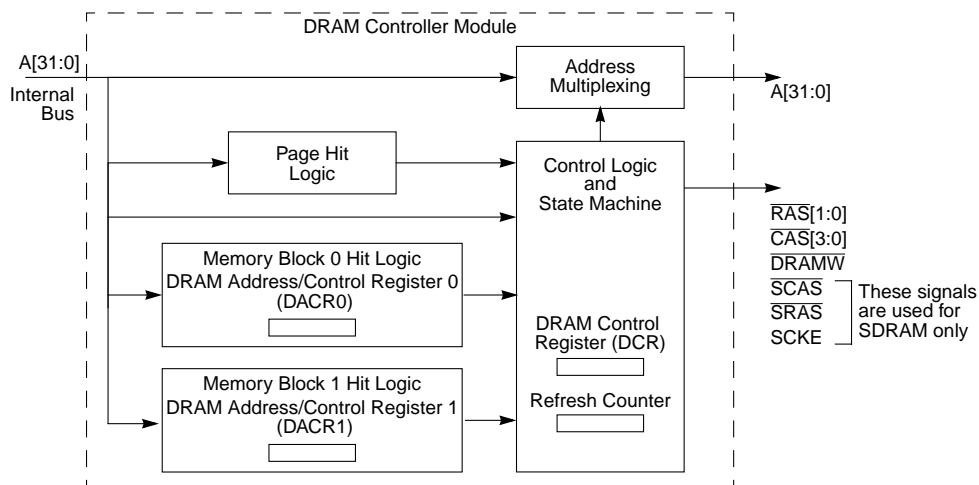 DRAM Controller Module
A[31:0]
Internal
Bus
Address
Multiplexing
A[31:0]
Page Hit
Logic
Control Logic
and
State Machine
RAS[1:0]
CAS[3:0]
DRAMW
SCAS
SRAS
SCKE
These signals
are used for
SDRAM only
Memory Block 0 Hit Logic
DRAM Address/Control Register 0
(DACR0)
DRAM Control
Register (DCR)
Refresh Counter
Memory Block 1 Hit Logic
DRAM Address/Control Register 1
(DACR1)